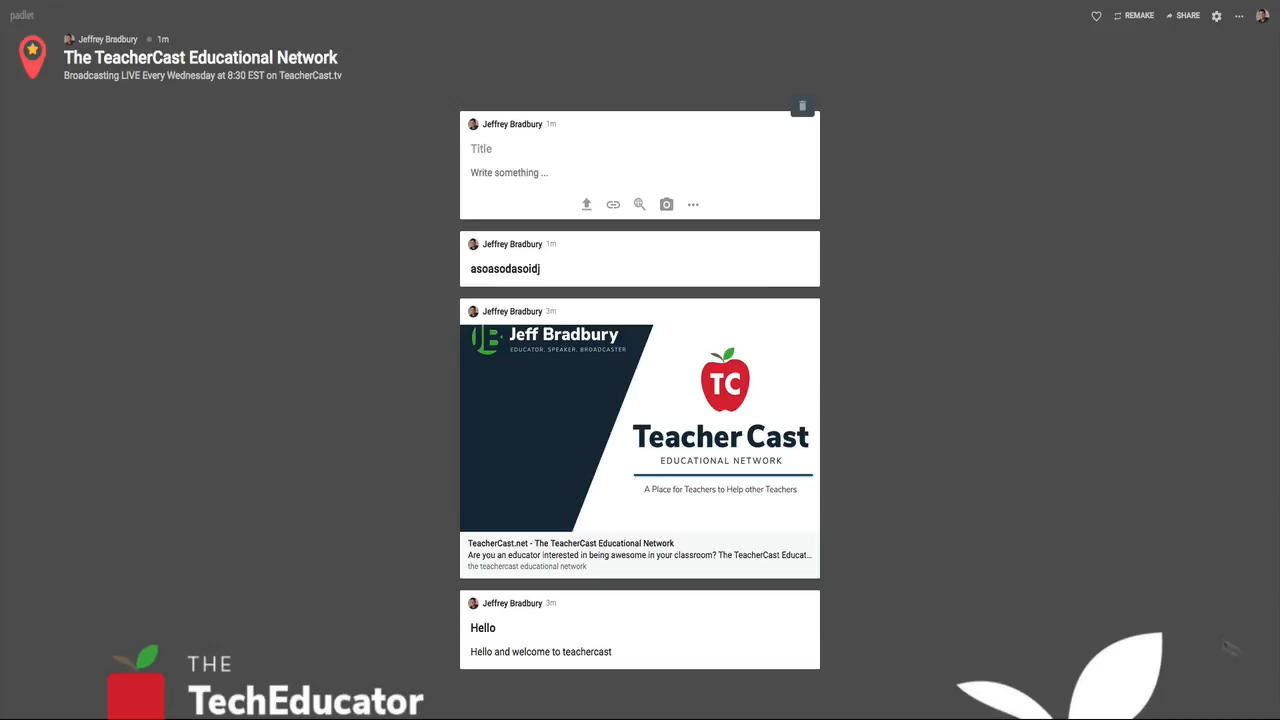 padlet
REMAKE SHARE
Jeffrey Bradbury 1m
The TeacherCast Educational Network
Broadcasting LIVE Every Wednesday at 8:30 EST on TeacherCast.tv
Jeffrey Bradbury 1m
Title
Write something ...
Jeffrey Bradbury 1m
asoasodasoidj
Jeffrey Bradbury 3m
JB Jeff Bradbury
EDUCATOR. SPEAKER. BROADCASTER
TC
TeacherCast
EDUCATIONAL NETWORK
A Place for Teachers to Help other Teachers
TeacherCast.net - The TeacherCast Educational Network
Are you an educator interested in being awesome in your classroom? The TeacherCast Educat...
the teachercast educational network
Jeffrey Bradbury 3m
Hello
Hello and welcome to teachercast
THE
TechEducator